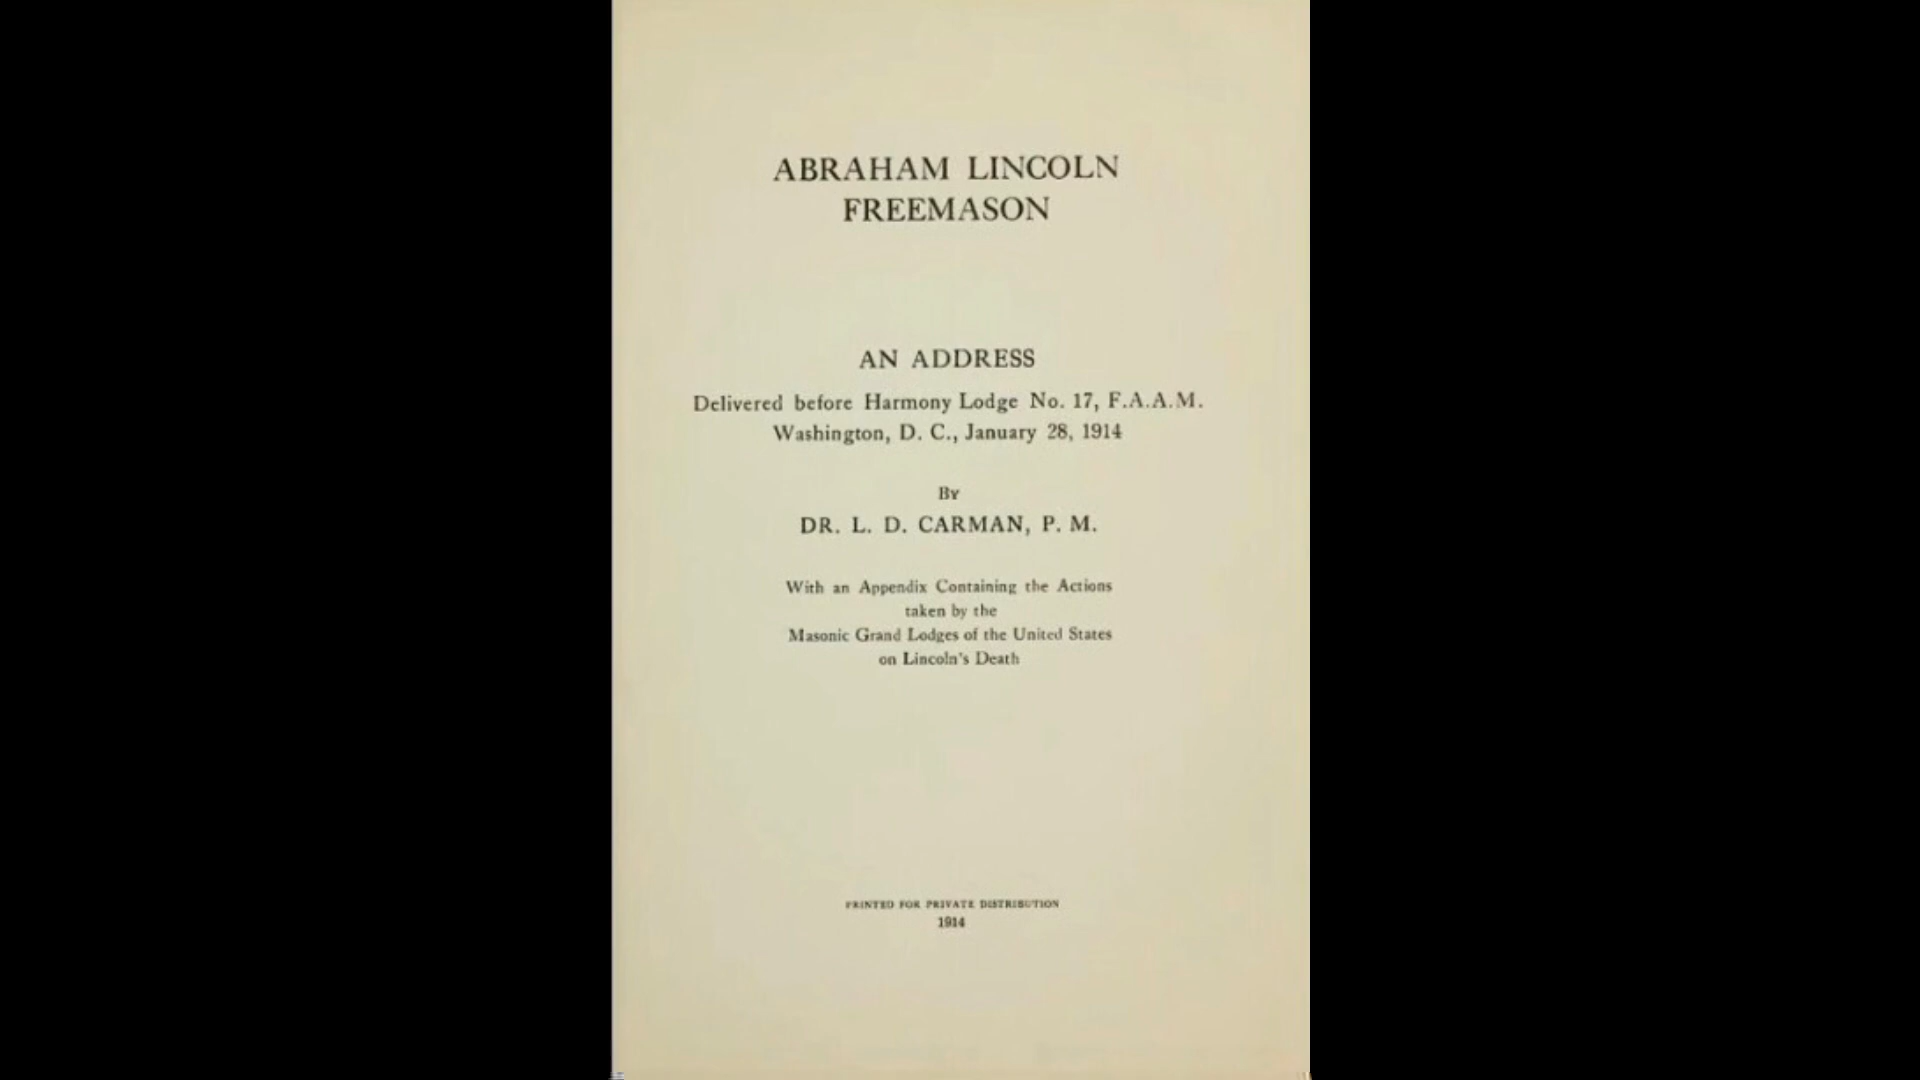 ABRAHAM LINCOLN
FREEMASON
AN ADDRESS
Delivered before Harmony Lodge No. 17, F.A.A.M.
Washington, D. C., January 28, 1914
By
DR. L. D. CARMAN, P. M.
With an Appendix Containing the Actions
taken by the
Masonic Grand Lodges of the United States
on Lincoln's Death
PRINTED FOR PRIVATE DISTRIBUTION
1914